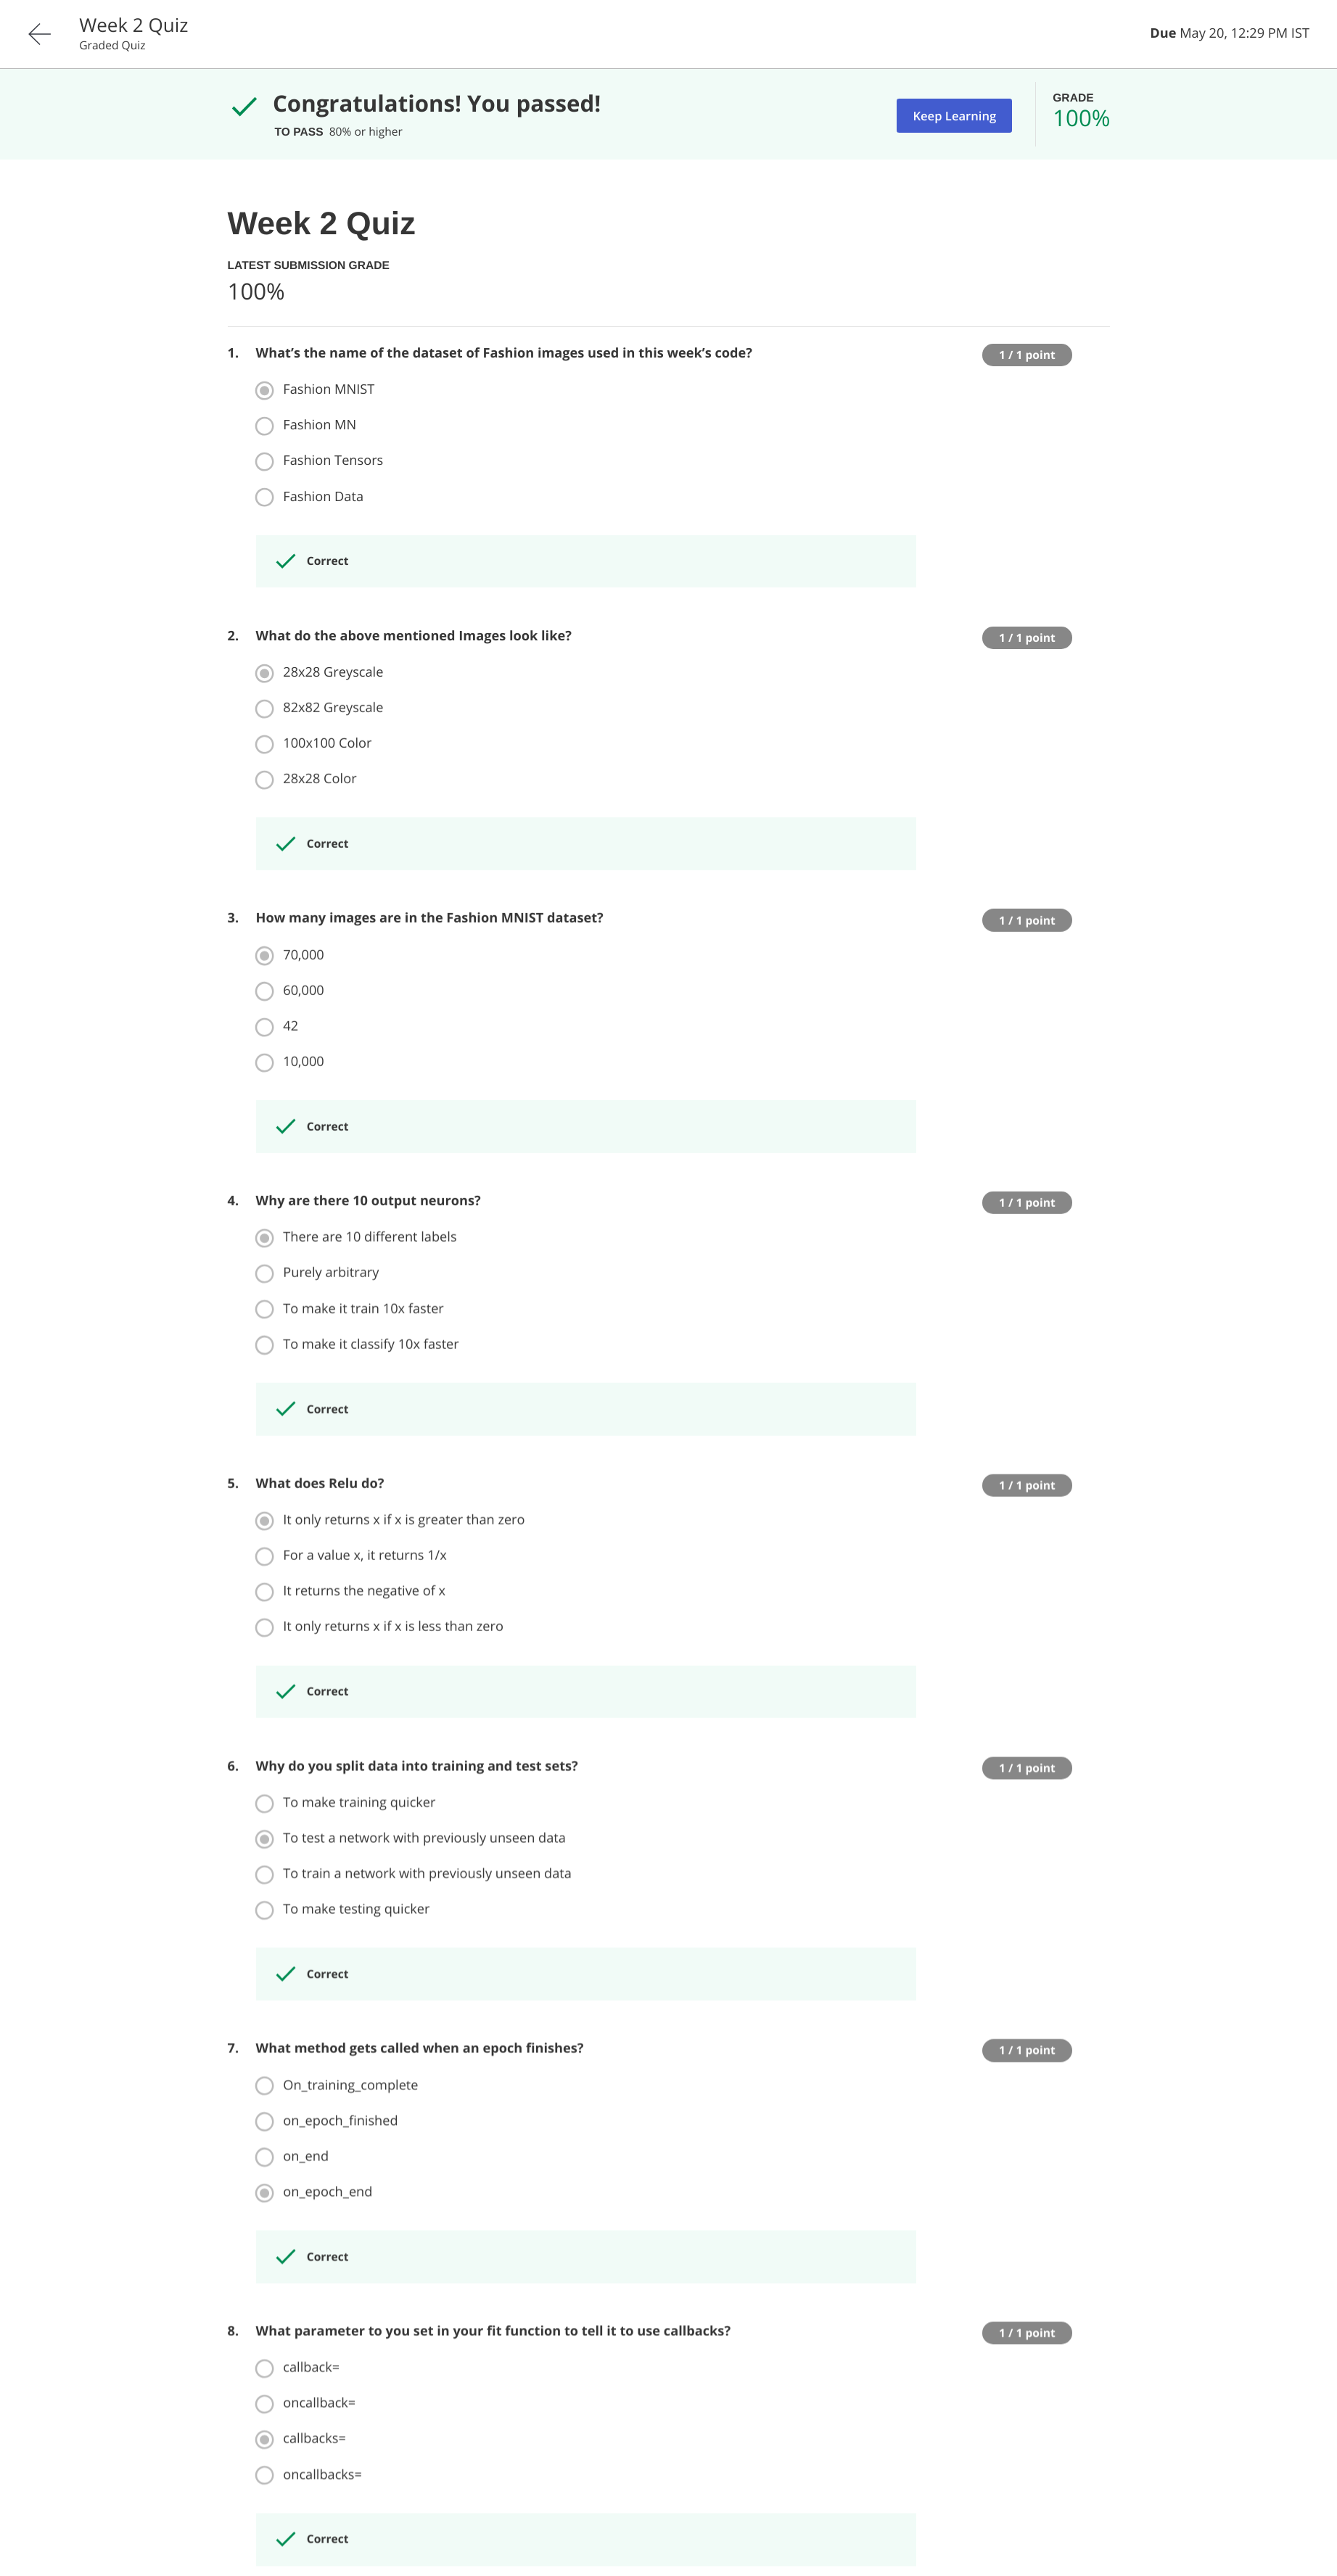 Week 2 Quiz
Graded Quiz
Due May 20, 12:29 PM IST
Congratulations! You passed!
TO PASS 80% or higher
Keep Learning
GRADE
100%
Week 2 Quiz
LATEST SUBMISSION GRADE
100%
1. What's the name of the dataset of Fashion images used in this week's code? 1 / 1 point
Fashion MNIST
Fashion MN
Fashion Tensors
Fashion Data
Correct
2. What do the above mentioned Images look like? 1 / 1 point
28x28 Greyscale
82x82 Greyscale
100x100 Color
28x28 Color
Correct
3. How many images are in the Fashion MNIST dataset? 1 / 1 point
70,000
60,000
42
10,000
Correct
4. Why are there 10 output neurons? 1 / 1 point
There are 10 different labels
Purely arbitrary
To make it train 10x faster
To make it classify 10x faster
Correct
5. What does Relu do? 1 / 1 point
It only returns x if x is greater than zero
For a value x, it returns 1/x
It returns the negative of x
It only returns x if x is less than zero
Correct
6. Why do you split data into training and test sets? 1 / 1 point
To make training quicker
To test a network with previously unseen data
To train a network with previously unseen data
To make testing quicker
Correct
7. What method gets called when an epoch finishes? 1 / 1 point
On_training_complete
on_epoch_finished
on_end
on_epoch_end
Correct
8. What parameter to you set in your fit function to tell it to use callbacks? 1 / 1 point
callback=
oncallback=
callbacks=
oncallbacks=
Correct